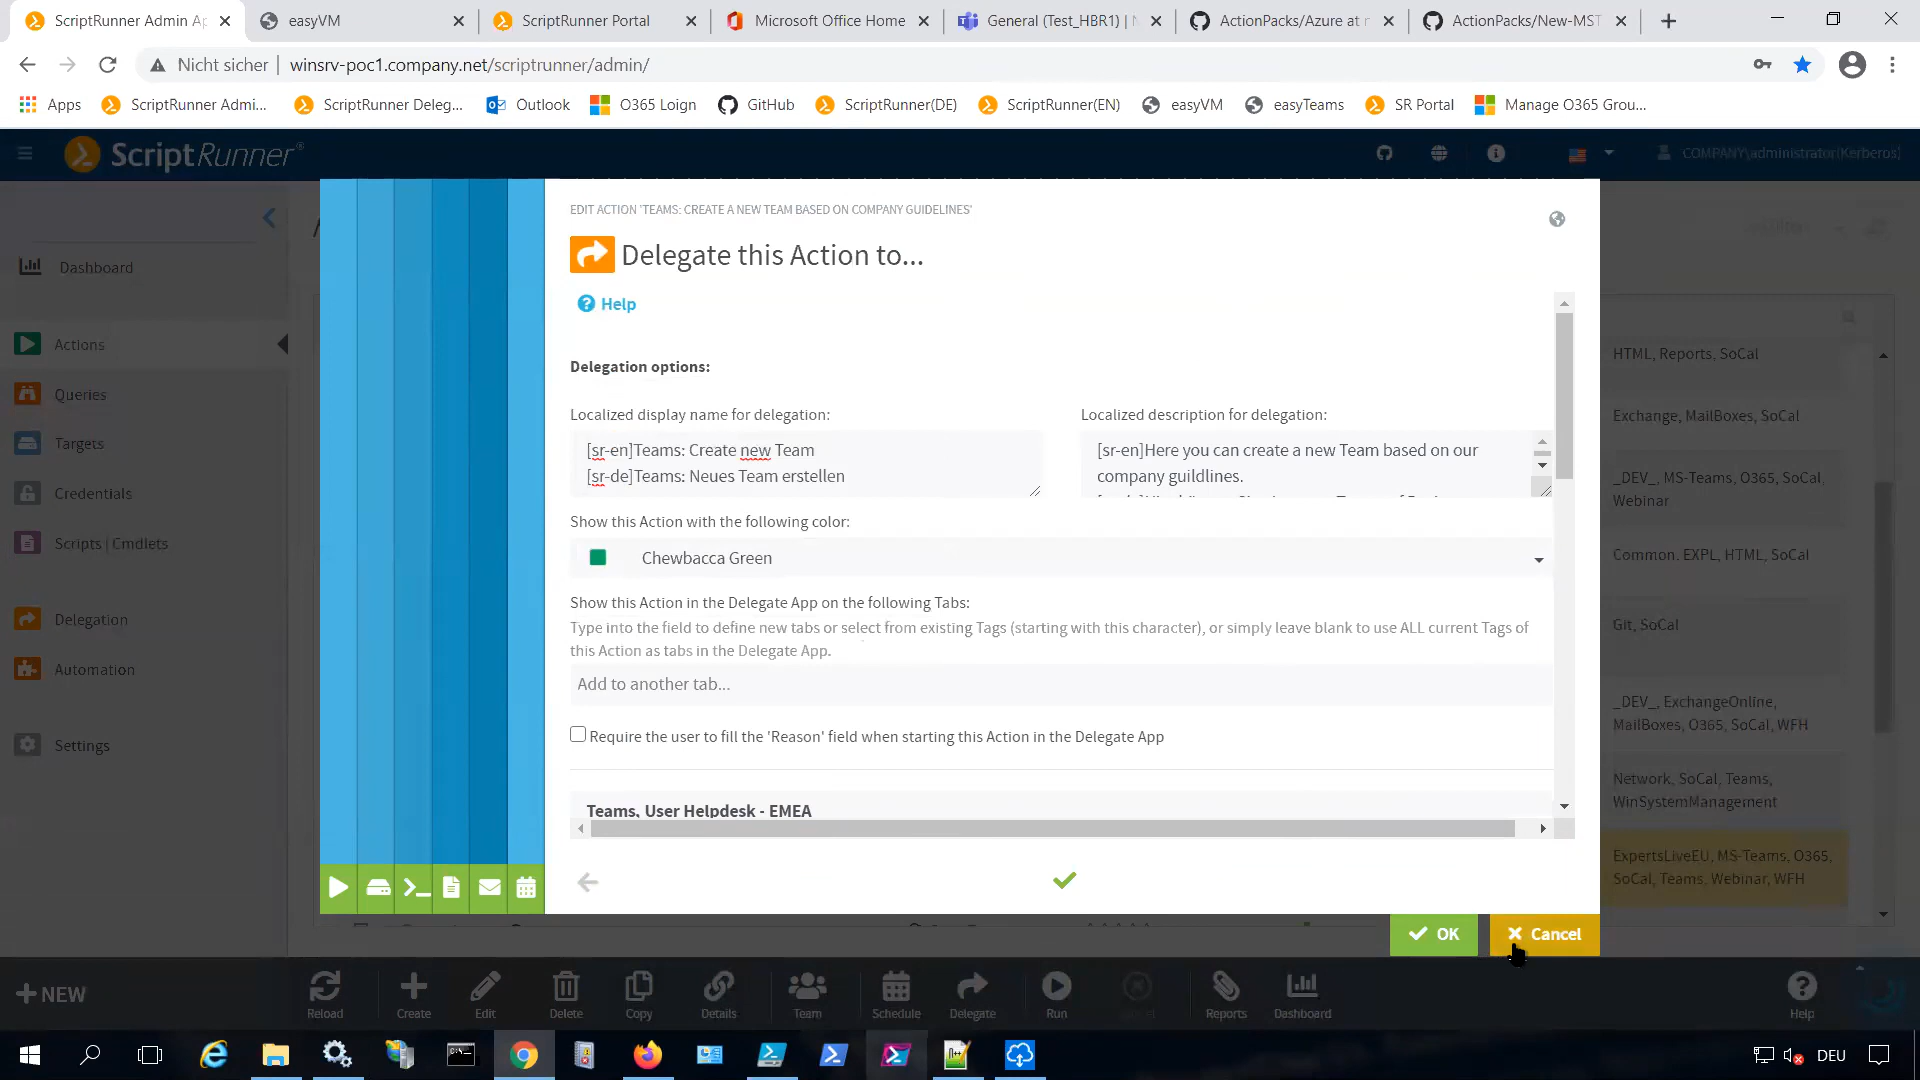 ScriptRunner Admin Ap
easyVM
ScriptRunner Portal
Microsoft Office Home
General (Test_HBR1) |
ActionPacks/Azure at
ActionPacks/New-MST
Nicht sicher
winsrv-poc1.company.net/scriptrunner/admin/
Apps
ScriptRunner Admi...
ScriptRunner Deleg...
Outlook
O365 Loign
GitHub
ScriptRunner(DE)
ScriptRunner(EN)
easyVM
easyTeams
SR Portal
Manage O365 Grou...
ScriptRunner®
COMPANY\administrator(Kerberos)
Dashboard
Actions
Queries
Targets
Credentials
Scripts | Cmdlets
Delegation
Automation
Settings
EDIT ACTION 'TEAMS: CREATE A NEW TEAM BASED ON COMPANY GUIDELINES'
Delegate this Action to...
Help
Delegation options:
Localized display name for delegation:
[sr-en]Teams: Create new Team
[sr-de]Teams: Neues Team erstellen
Localized description for delegation:
[sr-en]Here you can create a new Team based on our
company guildlines.
Show this Action with the following color:
Chewbacca Green
Show this Action in the Delegate App on the following Tabs:
Type into the field to define new tabs or select from existing Tags (starting with this character), or simply leave blank to use ALL current Tags of
this Action as tabs in the Delegate App.
Add to another tab...
Require the user to fill the 'Reason' field when starting this Action in the Delegate App
Teams, User Helpdesk - EMEA
OK
Cancel
HTML, Reports, SoCal
Exchange, MailBoxes, SoCal
_DEV_, MS-Teams, O365, SoCal,
Webinar
Common, EXPL, HTML, SoCal
Git, SoCal
_DEV_, ExchangeOnline,
MailBoxes, O365, SoCal, WFH
Network, SoCal, Teams,
WinSystemManagement
ExpertsLiveEU, MS-Teams, O365,
SoCal, Teams, Webinar, WFH
NEW
Reload
Create
Edit
Delete
Copy
Details
Team
Schedule
Delegate
Run
Reports
Dashboard
Help
DEU